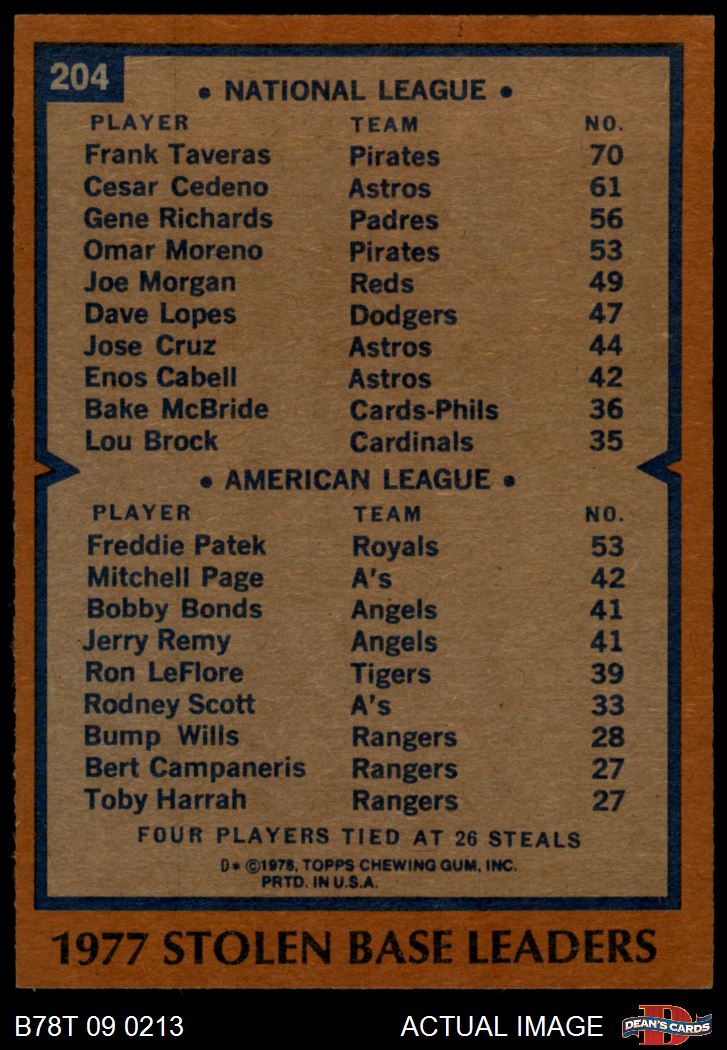 204
• NATIONAL LEAGUE •
PLAYER TEAM NO.
Frank Taveras Pirates 70
Cesar Cedeno Astros 61
Gene Richards Padres 56
Omar Moreno Pirates 53
Joe Morgan Reds 49
Dave Lopes Dodgers 47
Jose Cruz Astros 44
Enos Cabell Astros 42
Bake McBride Cards-Phils 36
Lou Brock Cardinals 35
• AMERICAN LEAGUE •
PLAYER TEAM NO.
Freddie Patek Royals 53
Mitchell Page A's 42
Bobby Bonds Angels 41
Jerry Remy Angels 41
Ron LeFlore Tigers 39
Rodney Scott A's 33
Bump Wills Rangers 28
Bert Campaneris Rangers 27
Toby Harrah Rangers 27
FOUR PLAYERS TIED AT 26 STEALS
D* ©1978, TOPPS CHEWING GUM, INC.
PRTD. IN U.S.A.
1977 STOLEN BASE LEADERS
B78T 09 0213 ACTUAL IMAGE D DEAN'S CARDS